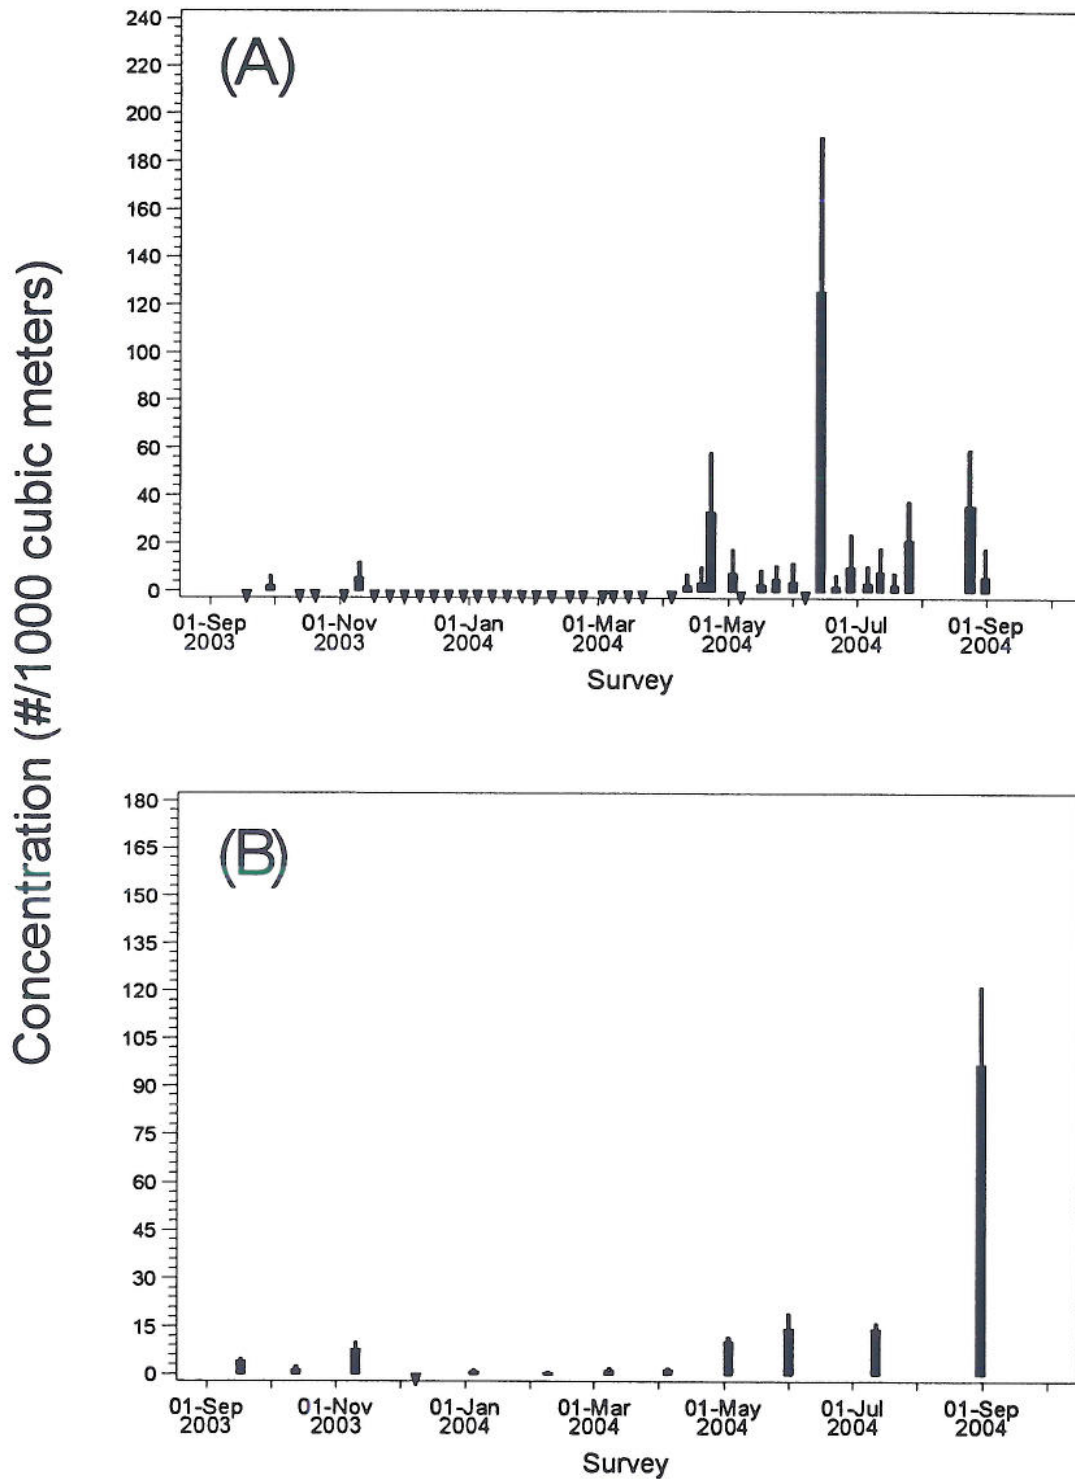 Concentration (#/1000 cubic meters)
(A)
240
220
200
180
160
140
120
100
80
60
40
20
0
01-Sep 01-Nov 01-Jan 01-Mar 01-May 01-Jul 01-Sep
2003 2003 2004 2004 2004 2004 2004
Survey
(B)
180
165
150
135
120
105
90
75
60
45
30
15
0
01-Sep 01-Nov 01-Jan 01-Mar 01-May 01-Jul 01-Sep
2003 2003 2004 2004 2004 2004 2004
Survey